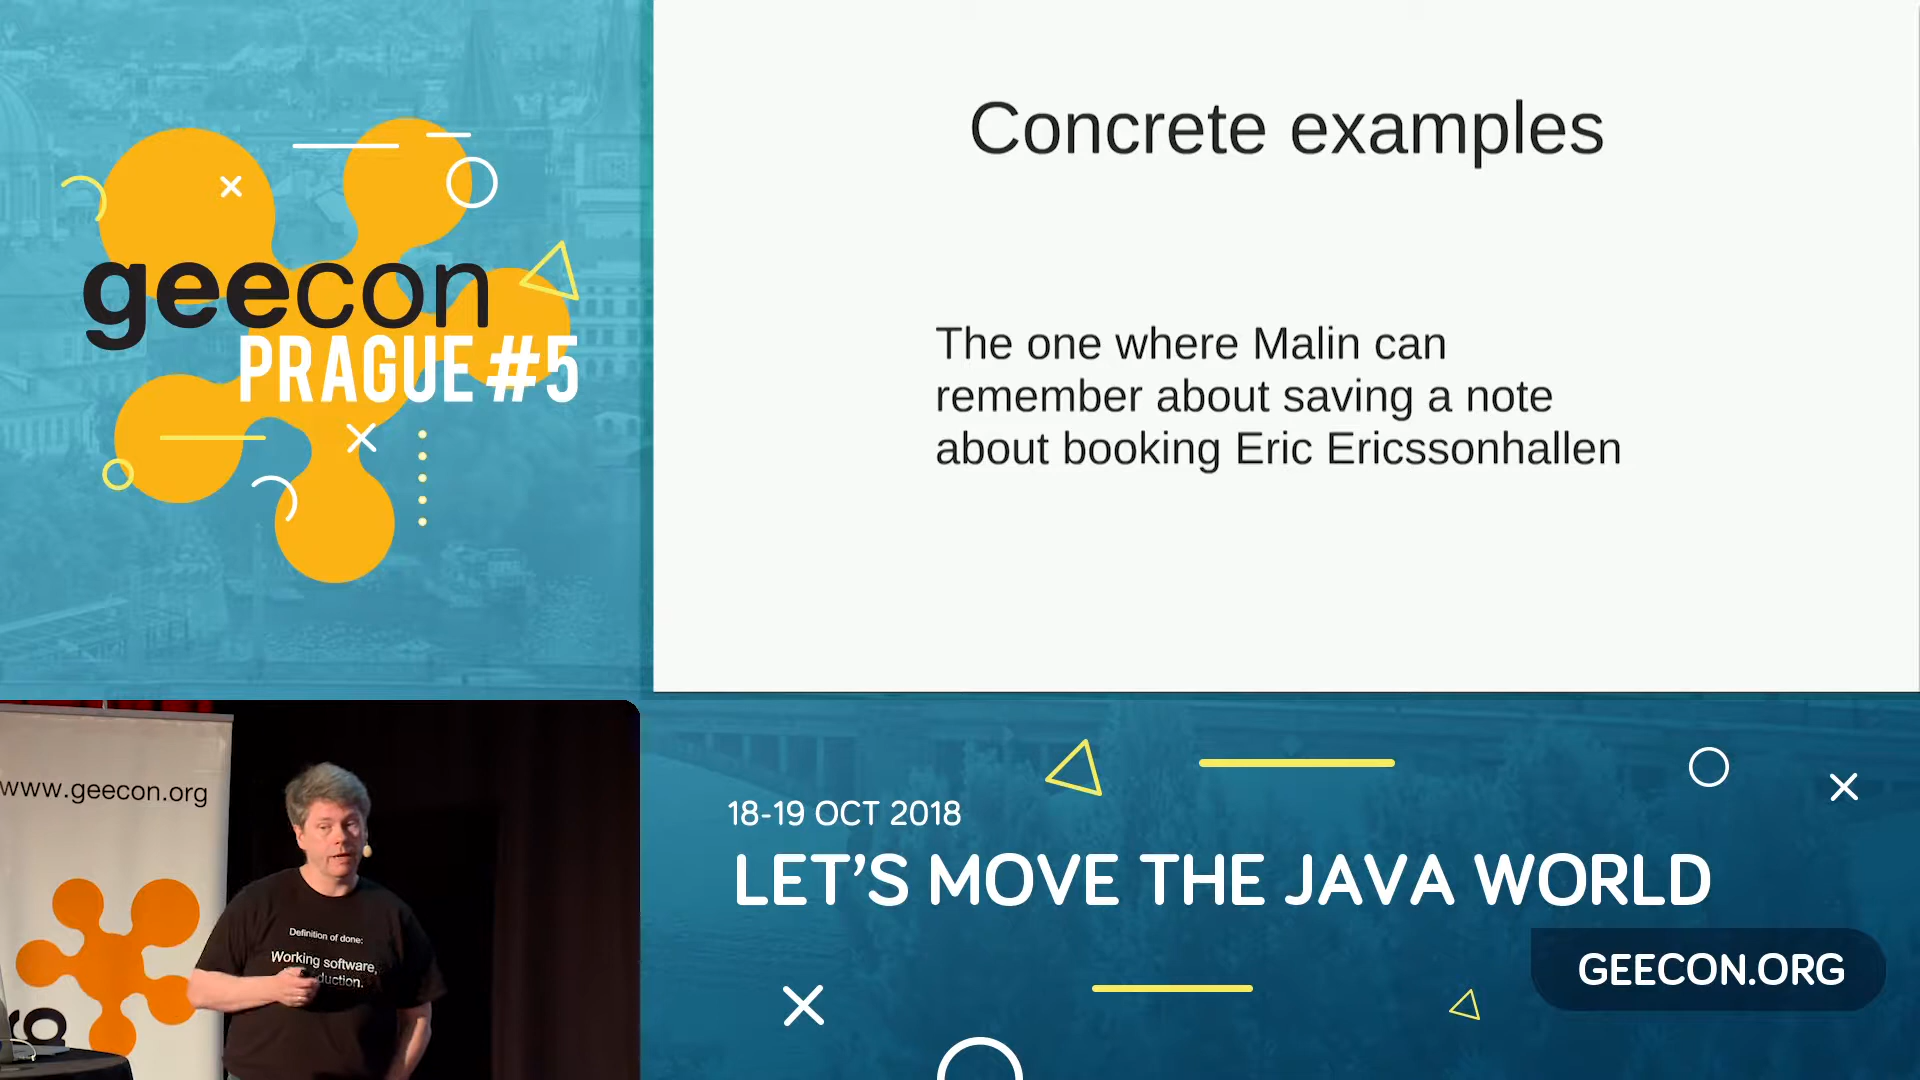 geecon
PRAGUE #5
Concrete examples
The one where Malin can
remember about saving a note
about booking Eric Ericssonhallen
www.geecon.org
Definition of done:
Working software,
18-19 OCT 2018
LET'S MOVE THE JAVA WORLD
GEECON.ORG